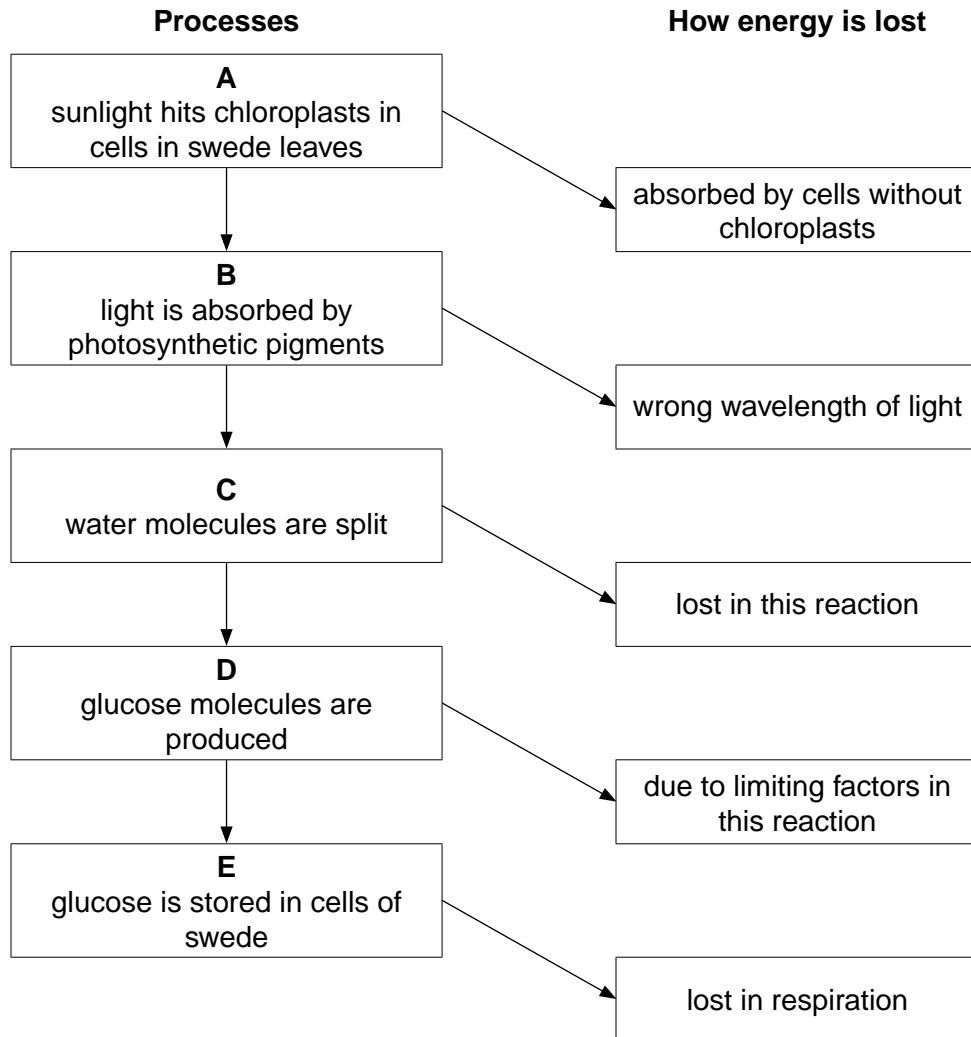 Processes
How energy is lost
A
sunlight hits chloroplasts in
cells in swede leaves
absorbed by cells without
chloroplasts
B
light is absorbed by
photosynthetic pigments
wrong wavelength of light
C
water molecules are split
lost in this reaction
D
glucose molecules are
produced
due to limiting factors in
this reaction
E
glucose is stored in cells of
swede
lost in respiration